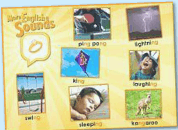 More English
Sounds
ping pong
lightning
king
laughing
swing
sleeping
kangaroo